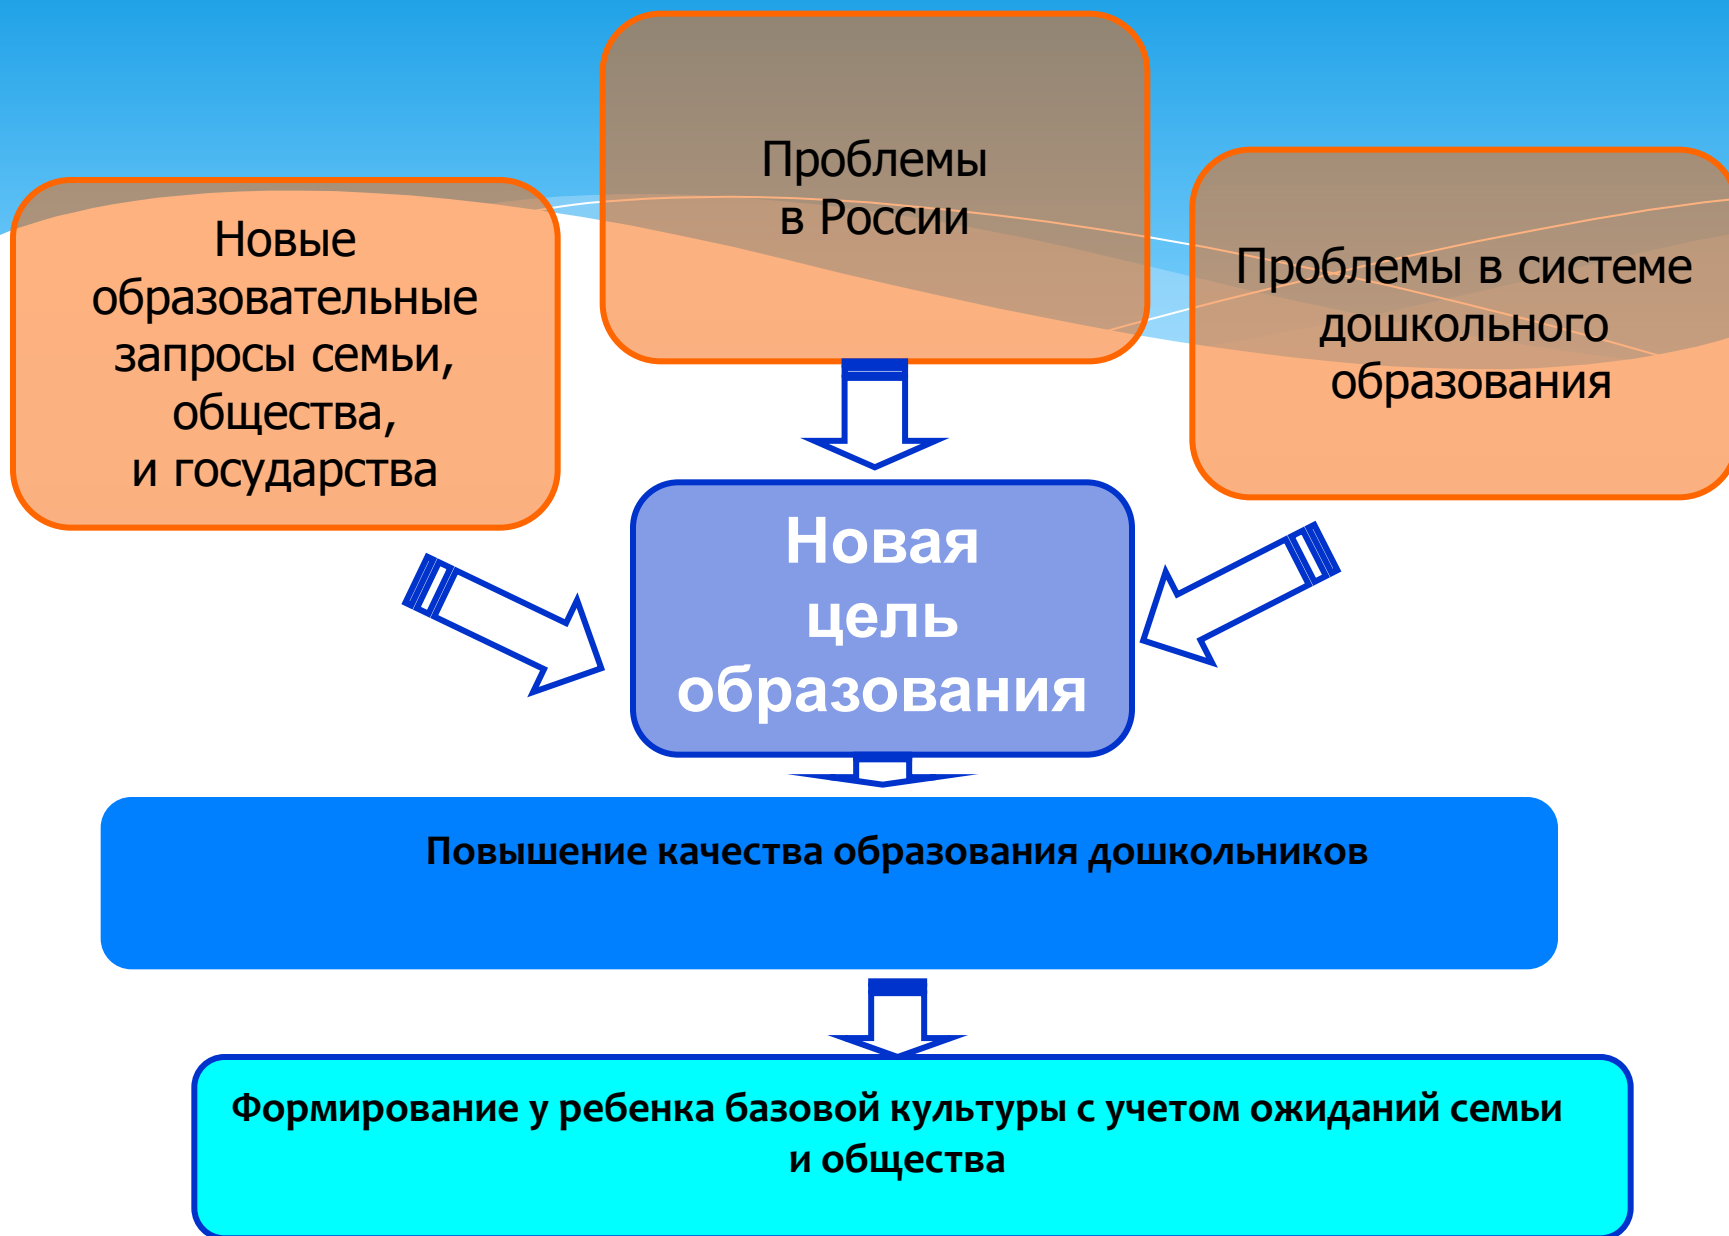 Новые
образовательные
запросы семьи,
общества,
и государства
Проблемы
в России
Проблемы в системе
дошкольного
образования
Новая
цель
образования
Повышение качества образования дошкольников
Формирование у ребенка базовой культуры с учетом ожиданий семьи
и общества